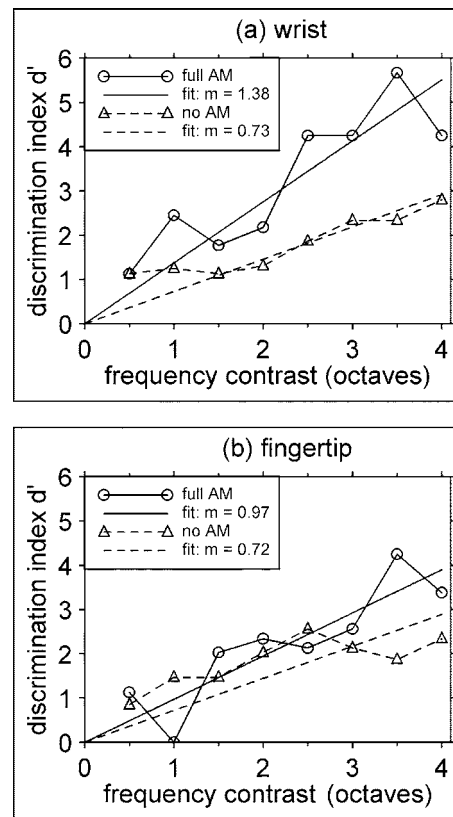 (a) wrist
6
5
4
3
2
1
0
discrimination index d'
full AM
fit: m = 1.38
no AM
fit: m = 0.73
0 1 2 3 4
frequency contrast (octaves)
(b) fingertip
6
5
4
3
2
1
0
discrimination index d'
full AM
fit: m = 0.97
no AM
fit: m = 0.72
0 1 2 3 4
frequency contrast (octaves)